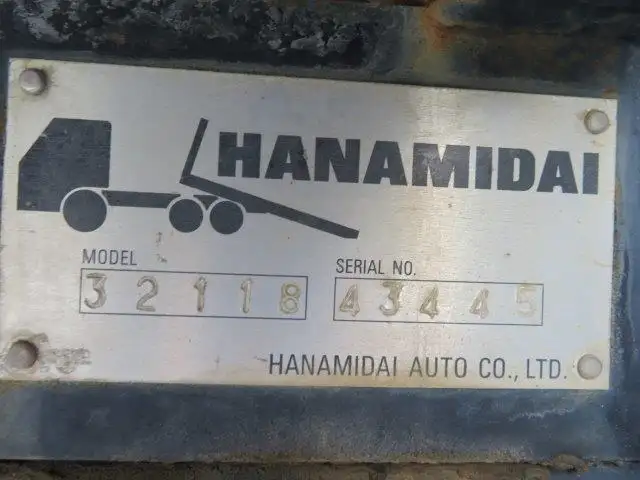 HANAMIDAI
MODEL
SERIAL NO.
32118
43445
HANAMIDAI AUTO CO., LTD.